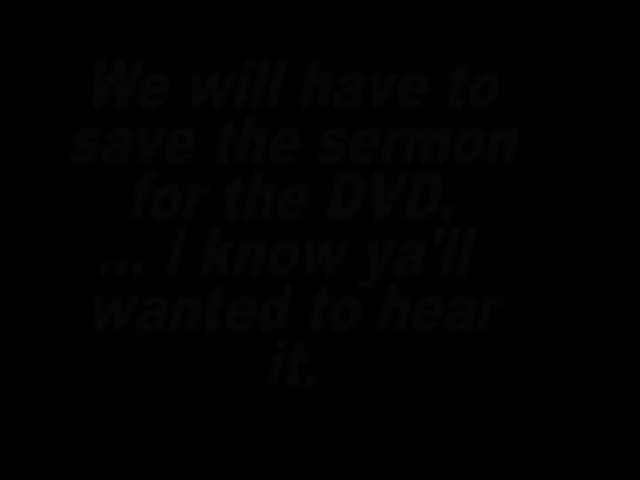 We will have to
save the sermon
for the DVD.
... I know ya'll
wanted to hear
it.